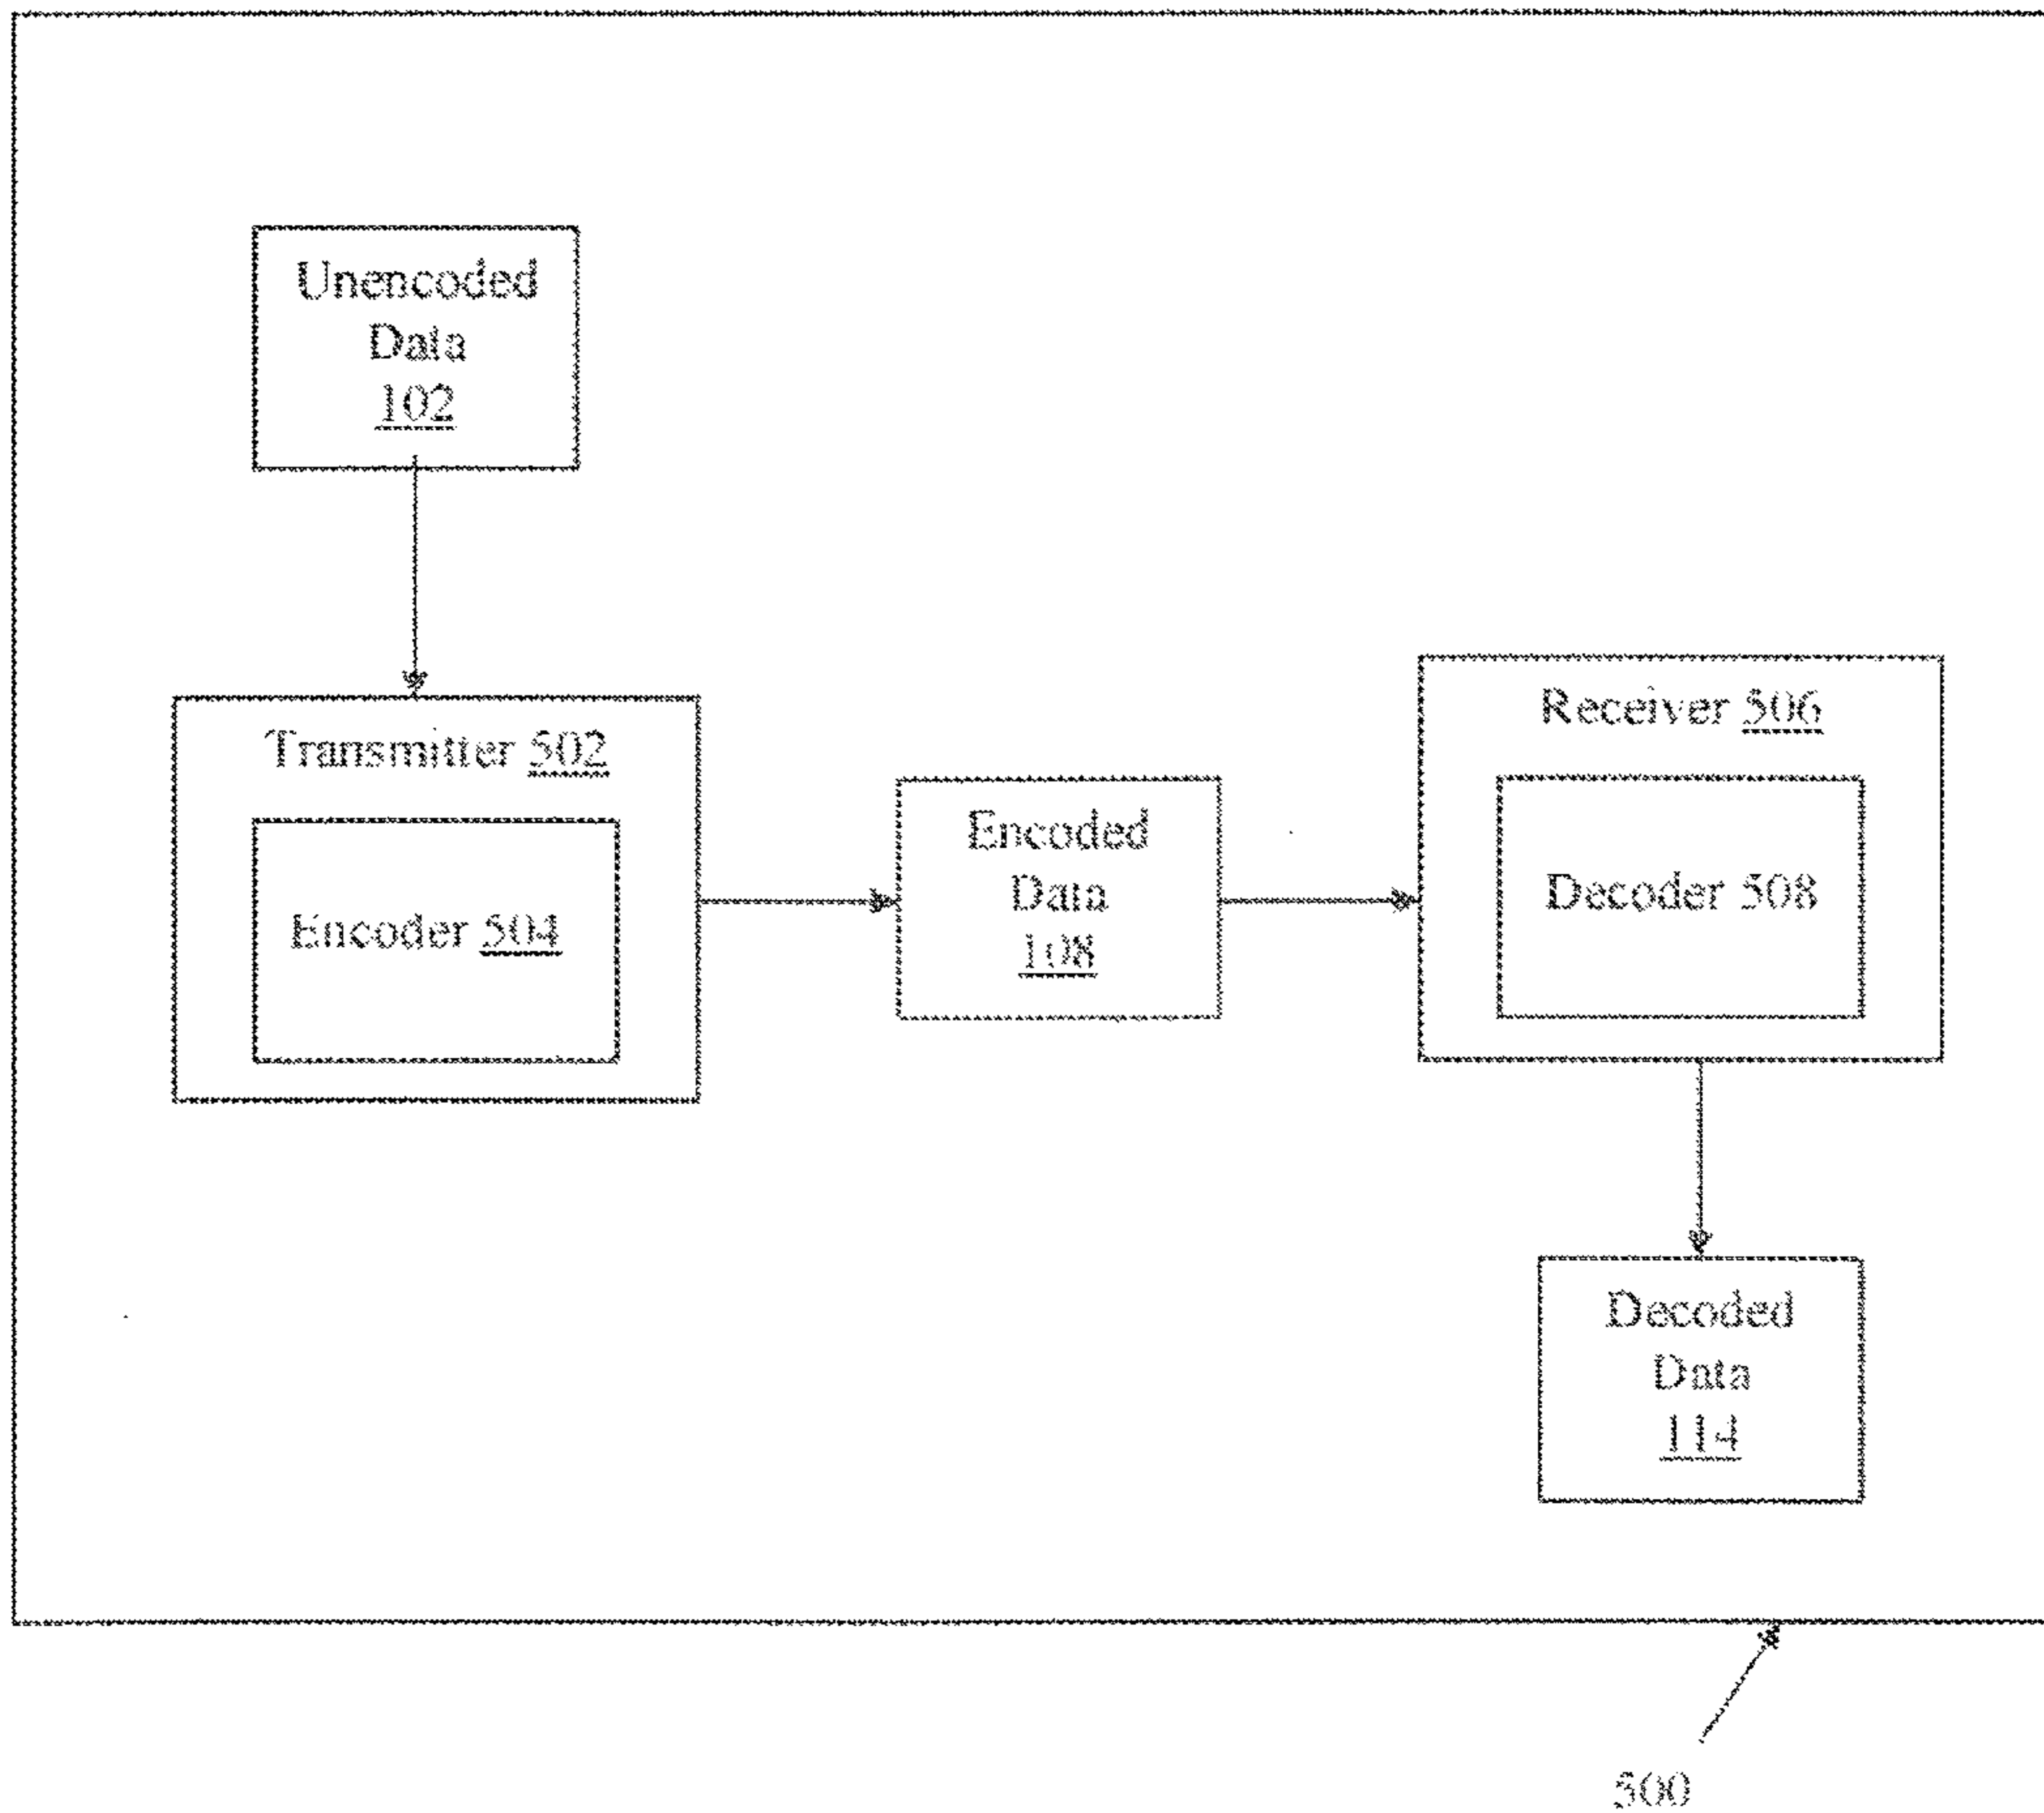 Unencoded
Data
102
Transmitter 502
Encoder 504
Encoded
Data
108
Receiver 506
Decoder 508
Decoded
Data
114
500